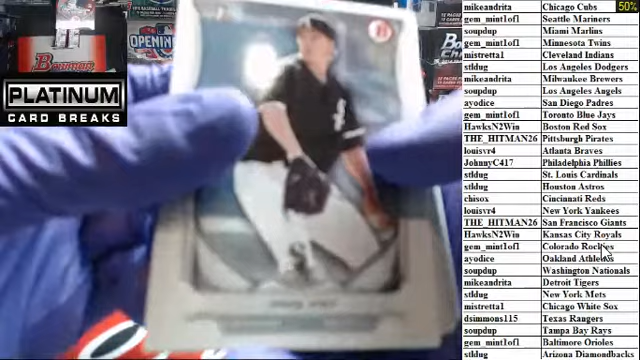 Bowman
OPENING
PLATINUM
CARD BREAKS
50%
mikeandrita Chicago Cubs
gem_mint1of1 Seattle Mariners
soupdup Miami Marlins
gem_mint1of1 Minnesota Twins
mistretta1 Cleveland Indians
stldug Los Angeles Dodgers
mikeandrita Milwaukee Brewers
soupdup Los Angeles Angels
ayodice San Diego Padres
gem_mint1of1 Toronto Blue Jays
HawksN2Win Boston Red Sox
THE_HITMAN26 Pittsburgh Pirates
louisvr4 Atlanta Braves
JohnnyC417 Philadelphia Phillies
stldug St. Louis Cardinals
stldug Houston Astros
chisox Cincinnati Reds
louisvr4 New York Yankees
THE_HITMAN26 San Francisco Giants
HawksN2Win Kansas City Royals
gem_mint1of1 Colorado Rockies
ayodice Oakland Athletics
soupdup Washington Nationals
mikeandrita Detroit Tigers
stldug New York Mets
mistretta1 Chicago White Sox
dsimmons115 Texas Rangers
soupdup Tampa Bay Rays
gem_mint1of1 Baltimore Orioles
stldug Arizona Diamondbacks